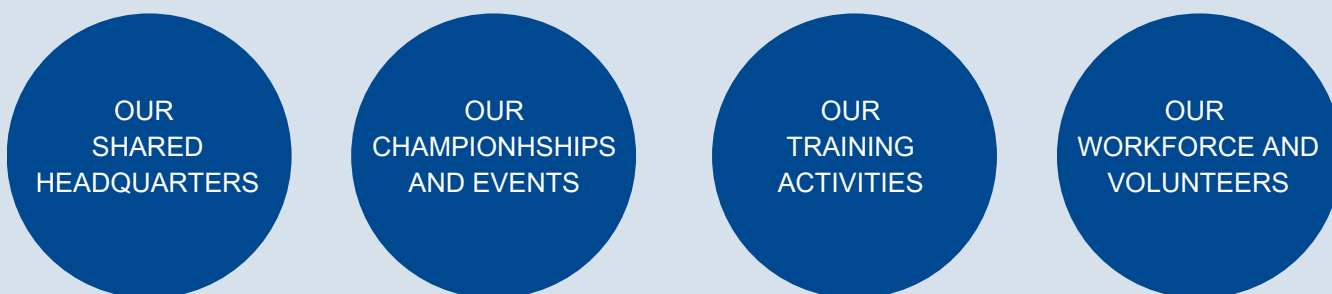 OUR
SHARED
HEADQUARTERS
OUR
CHAMPIONHSHIPS
AND EVENTS
OUR
TRAINING
ACTIVITIES
OUR
WORKFORCE AND
VOLUNTEERS